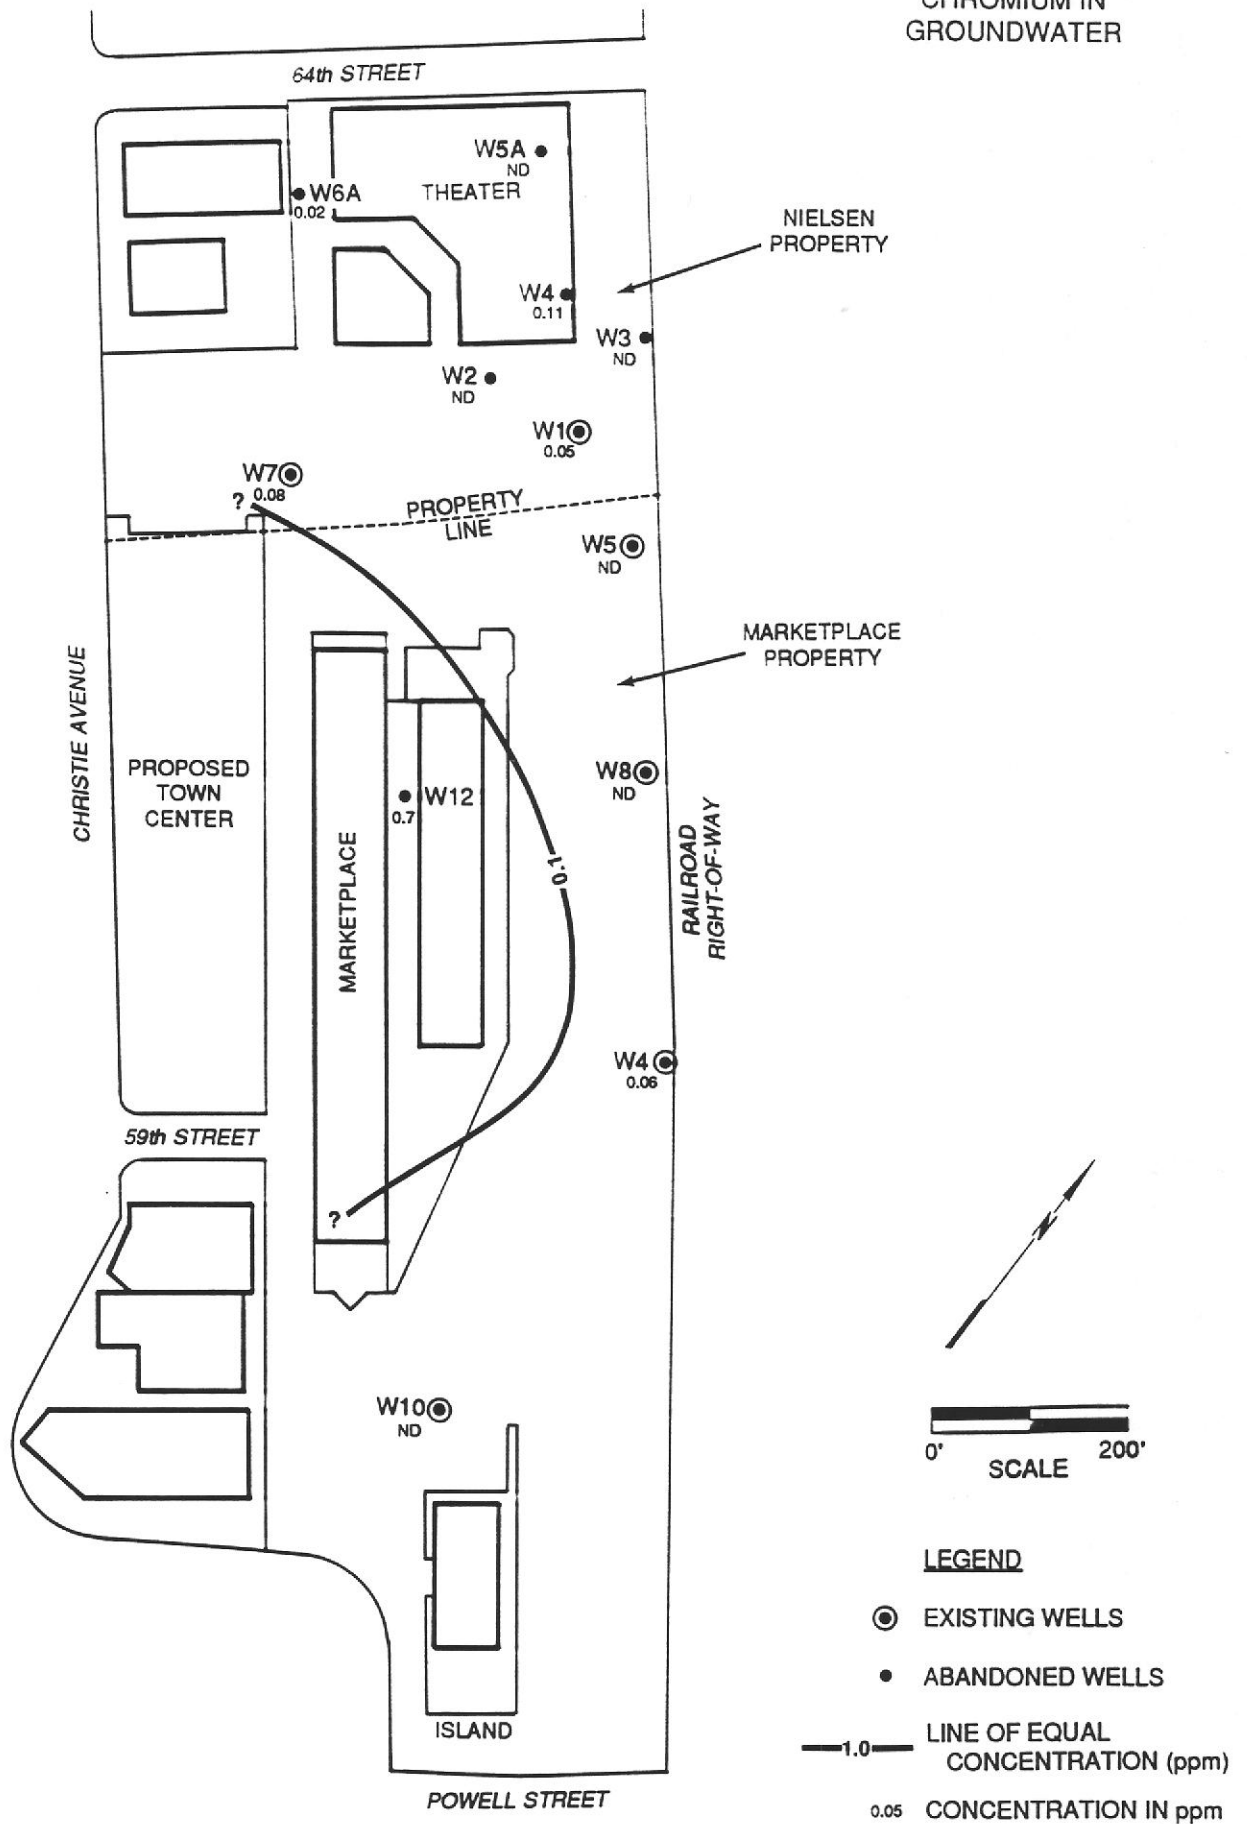 CHROMIUM IN
GROUNDWATER
64th STREET
W5A
ND
THEATER
W6A
0.02
NIELSEN
PROPERTY
W4
0.11
W3
ND
W2
ND
W1
0.05
W7
0.08
?
PROPERTY
LINE
W5
ND
MARKETPLACE
PROPERTY
CHRISTIE AVENUE
PROPOSED
TOWN
CENTER
W12
0.7
W8
ND
MARKETPLACE
0.1
RAILROAD
RIGHT-OF-WAY
W4
0.06
59th STREET
?
N
W10
ND
0'
200'
SCALE
LEGEND
EXISTING WELLS
ABANDONED WELLS
1.0
LINE OF EQUAL
CONCENTRATION (ppm)
0.05
CONCENTRATION IN ppm
ISLAND
POWELL STREET